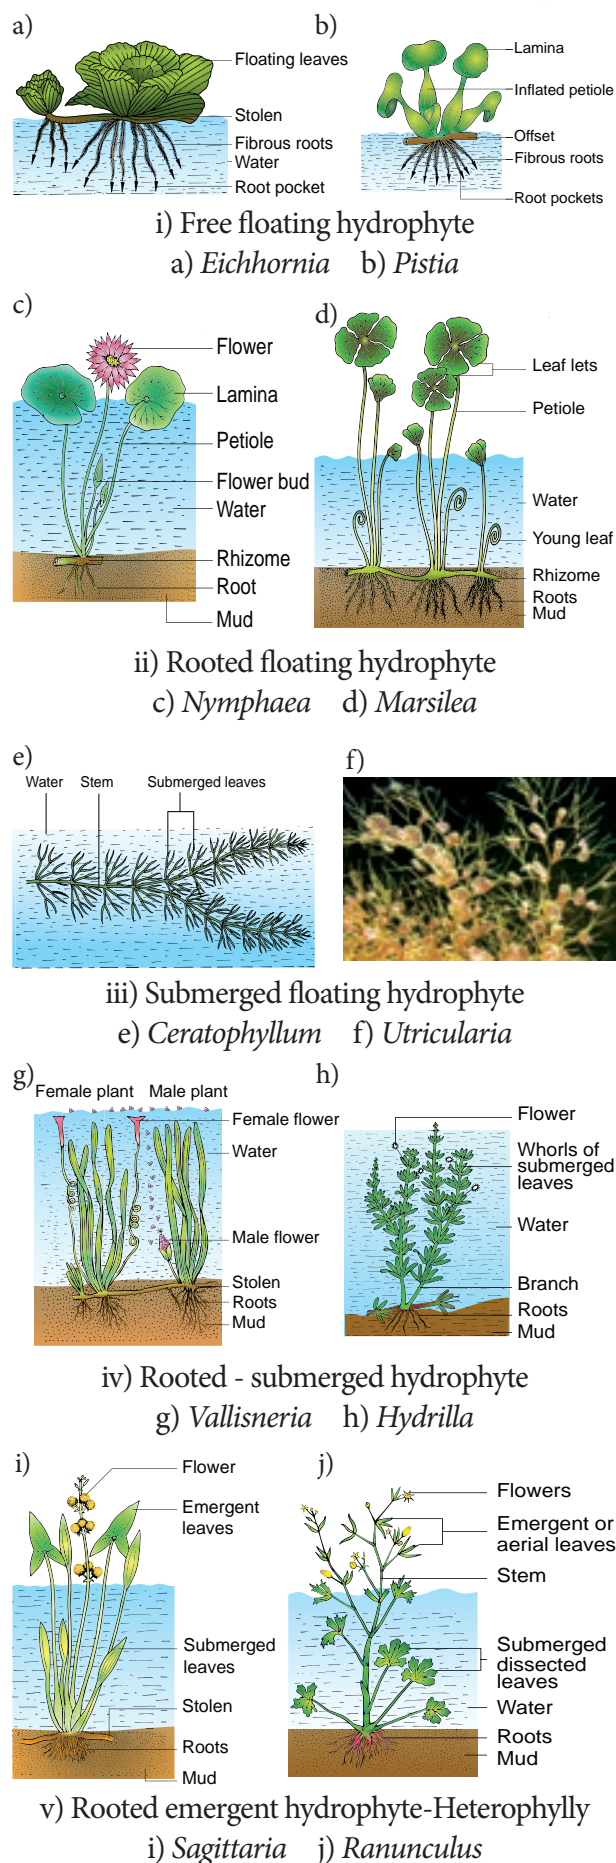 a)
Floating leaves
Stolen
Fibrous roots
Water
Root pocket
b)
Lamina
Inflated petiole
Offset
Fibrous roots
Root pockets
i) Free floating hydrophyte
a) Eichhornia b) Pistia
c)
Flower
Lamina
Petiole
Flower bud
Water
Rhizome
Root
Mud
d)
Leaf lets
Petiole
Water
Young leaf
Rhizome
Roots
Mud
ii) Rooted floating hydrophyte
c) Nymphaea d) Marsilea
e)
Water Stem Submerged leaves
f)
iii) Submerged floating hydrophyte
e) Ceratophyllum f) Utricularia
g)
Female plant Male plant
Female flower
Water
Male flower
Stolen
Roots
Mud
h)
Flower
Whorls of
submerged
leaves
Water
Branch
Roots
Mud
iv) Rooted - submerged hydrophyte
g) Vallisneria h) Hydrilla
i)
Flower
Emergent
leaves
Submerged
leaves
Stolen
Roots
Mud
j)
Flowers
Emergent or
aerial leaves
Stem
Submerged
dissected
leaves
Water
Roots
Mud
v) Rooted emergent hydrophyte-Heterophylly
i) Sagittaria j) Ranunculus